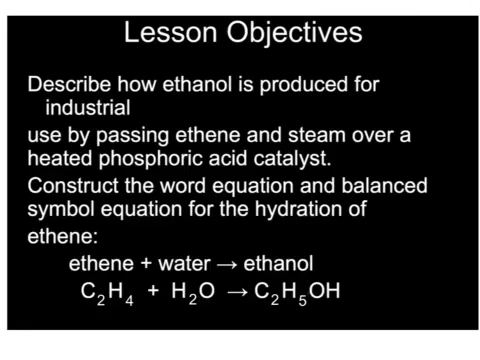 Lesson Objectives
Describe how ethanol is produced for
industrial
use by passing ethene and steam over a
heated phosphoric acid catalyst.
Construct the word equation and balanced
symbol equation for the hydration of
ethene:
ethene + water → ethanol
C₂H₄ + H₂O → C₂H₅OH